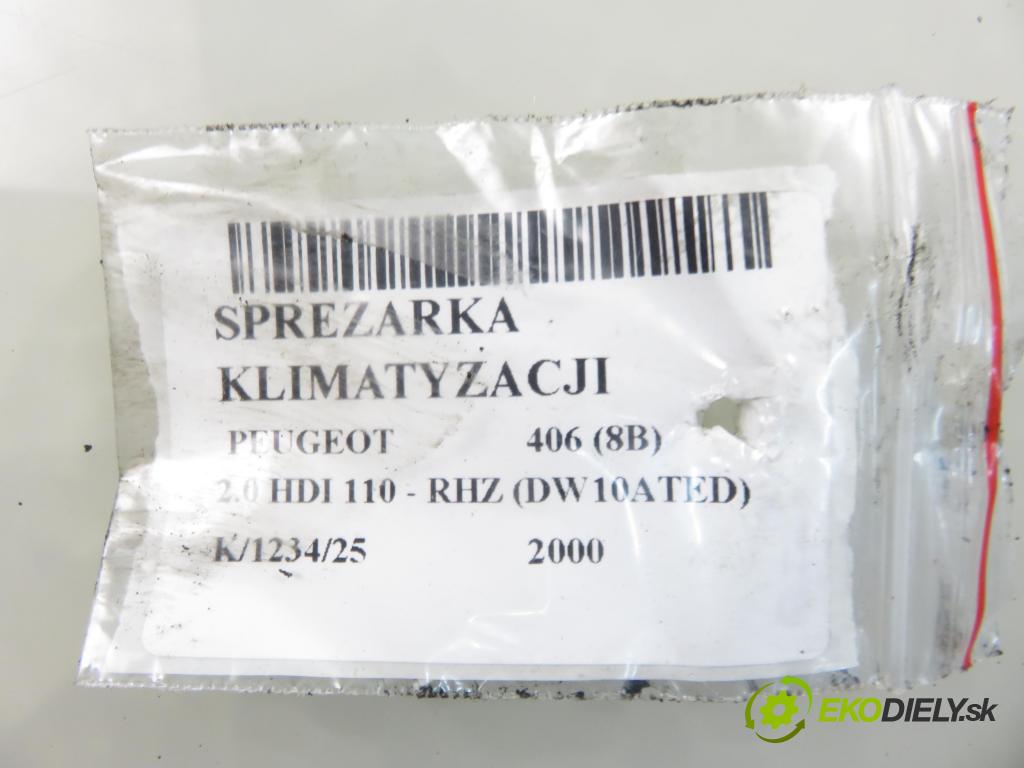 SPREZARKA
KLIMATYZACJI
PEUGEOT 406 (8B)
2.0 HDI 110 - RHZ (DW10ATED)
K/1234/25 2000
EKODIELY.sk